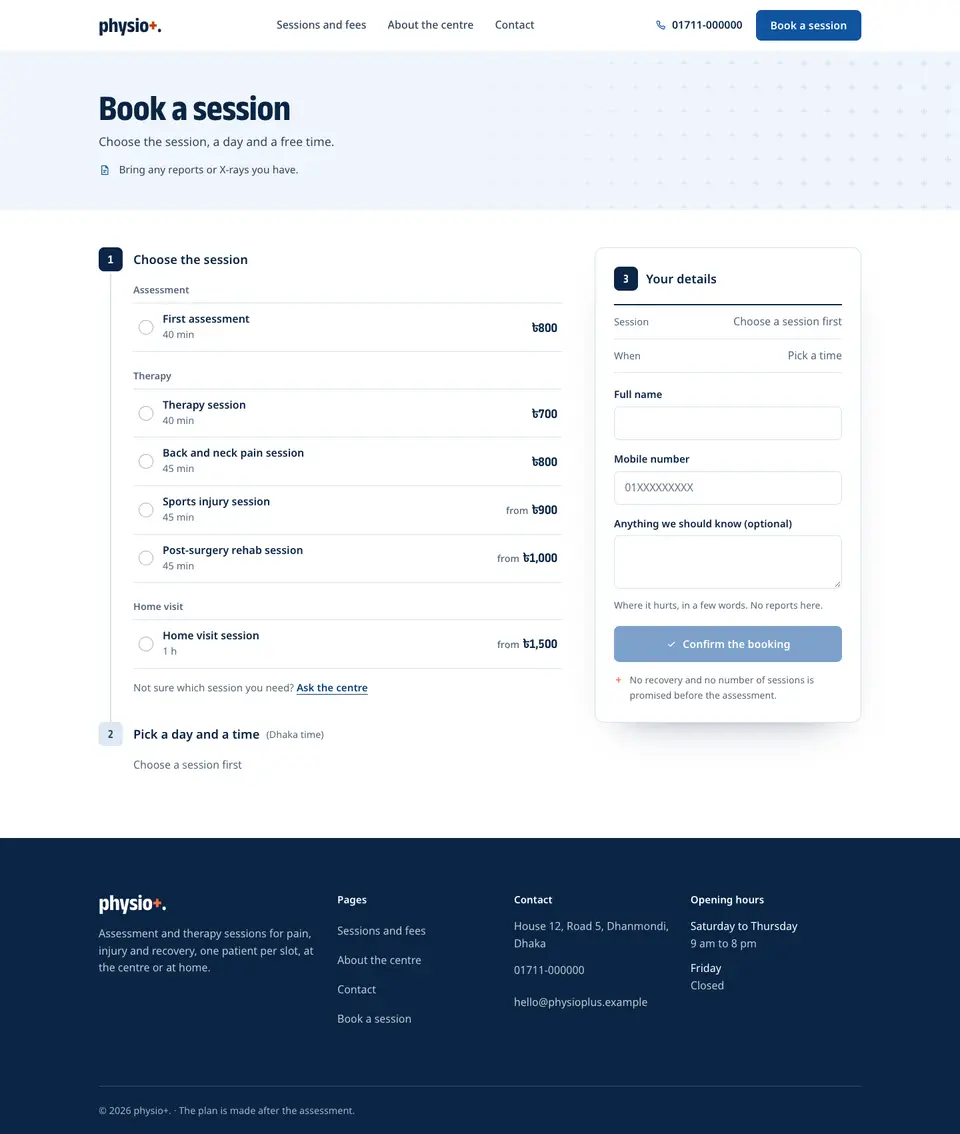 physio+.
Sessions and fees
About the centre
Contact
01711-000000
Book a session
Book a session
Choose the session, a day and a free time.
Bring any reports or X-rays you have.
1
Choose the session
Assessment
First assessment
40 min
৳800
Therapy
Therapy session
40 min
৳700
Back and neck pain session
45 min
৳800
Sports injury session
45 min
from ৳900
Post-surgery rehab session
45 min
from ৳1,000
Home visit
Home visit session
1 h
from ৳1,500
Not sure which session you need? Ask the centre
2
Pick a day and a time (Dhaka time)
Choose a session first
3
Your details
Session
Choose a session first
When
Pick a time
Full name
Mobile number
01XXXXXXXXX
Anything we should know (optional)
Where it hurts, in a few words. No reports here.
Confirm the booking
No recovery and no number of sessions is
promised before the assessment.
physio+.
Assessment and therapy sessions for pain,
injury and recovery, one patient per slot, at
the centre or at home.
Pages
Sessions and fees
About the centre
Contact
Book a session
Contact
House 12, Road 5, Dhanmondi,
Dhaka
01711-000000
hello@physioplus.example
Opening hours
Saturday to Thursday
9 am to 8 pm
Friday
Closed
© 2026 physio+. · The plan is made after the assessment.